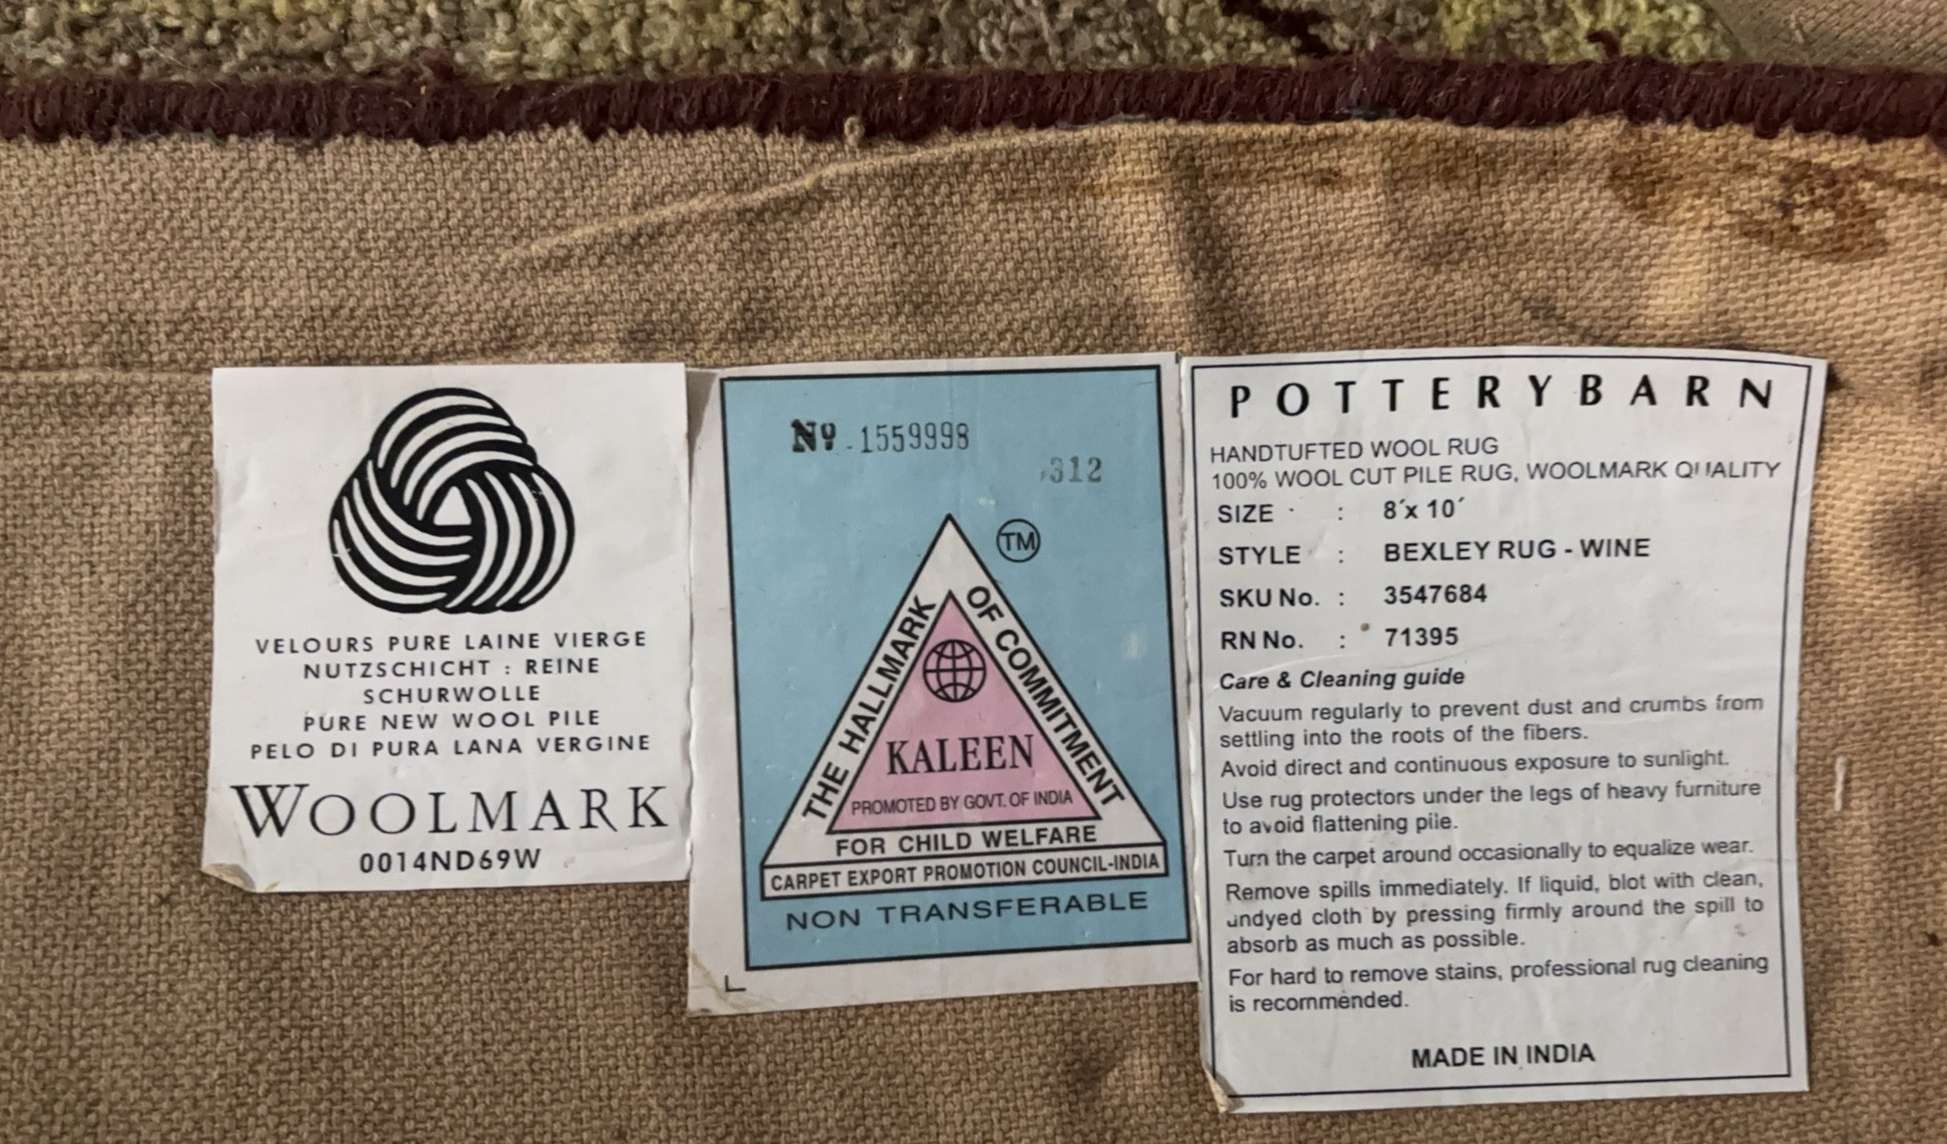 VELOURS PURE LAINE VIERGE
NUTZSCHICHT : REINE
SCHURWOLLE
PURE NEW WOOL PILE
PELO DI PURA LANA VERGINE
WOOLMARK
0014ND69W
Nº. 1559998
312
TM
THE HALLMARK OF COMMITMENT
KALEEN
PROMOTED BY GOVT. OF INDIA
FOR CHILD WELFARE
CARPET EXPORT PROMOTION COUNCIL-INDIA
NON TRANSFERABLE
POTTERYBARN
HANDTUFTED WOOL RUG
100% WOOL CUT PILE RUG, WOOLMARK QUALITY
SIZE : 8´x 10´
STYLE : BEXLEY RUG - WINE
SKU No. : 3547684
RN No. : 71395
Care & Cleaning guide
Vacuum regularly to prevent dust and crumbs from
settling into the roots of the fibers.
Avoid direct and continuous exposure to sunlight.
Use rug protectors under the legs of heavy furniture
to avoid flattening pile.
Turn the carpet around occasionally to equalize wear.
Remove spills immediately. If liquid, blot with clean,
undyed cloth by pressing firmly around the spill to
absorb as much as possible.
For hard to remove stains, professional rug cleaning
is recommended.
MADE IN INDIA